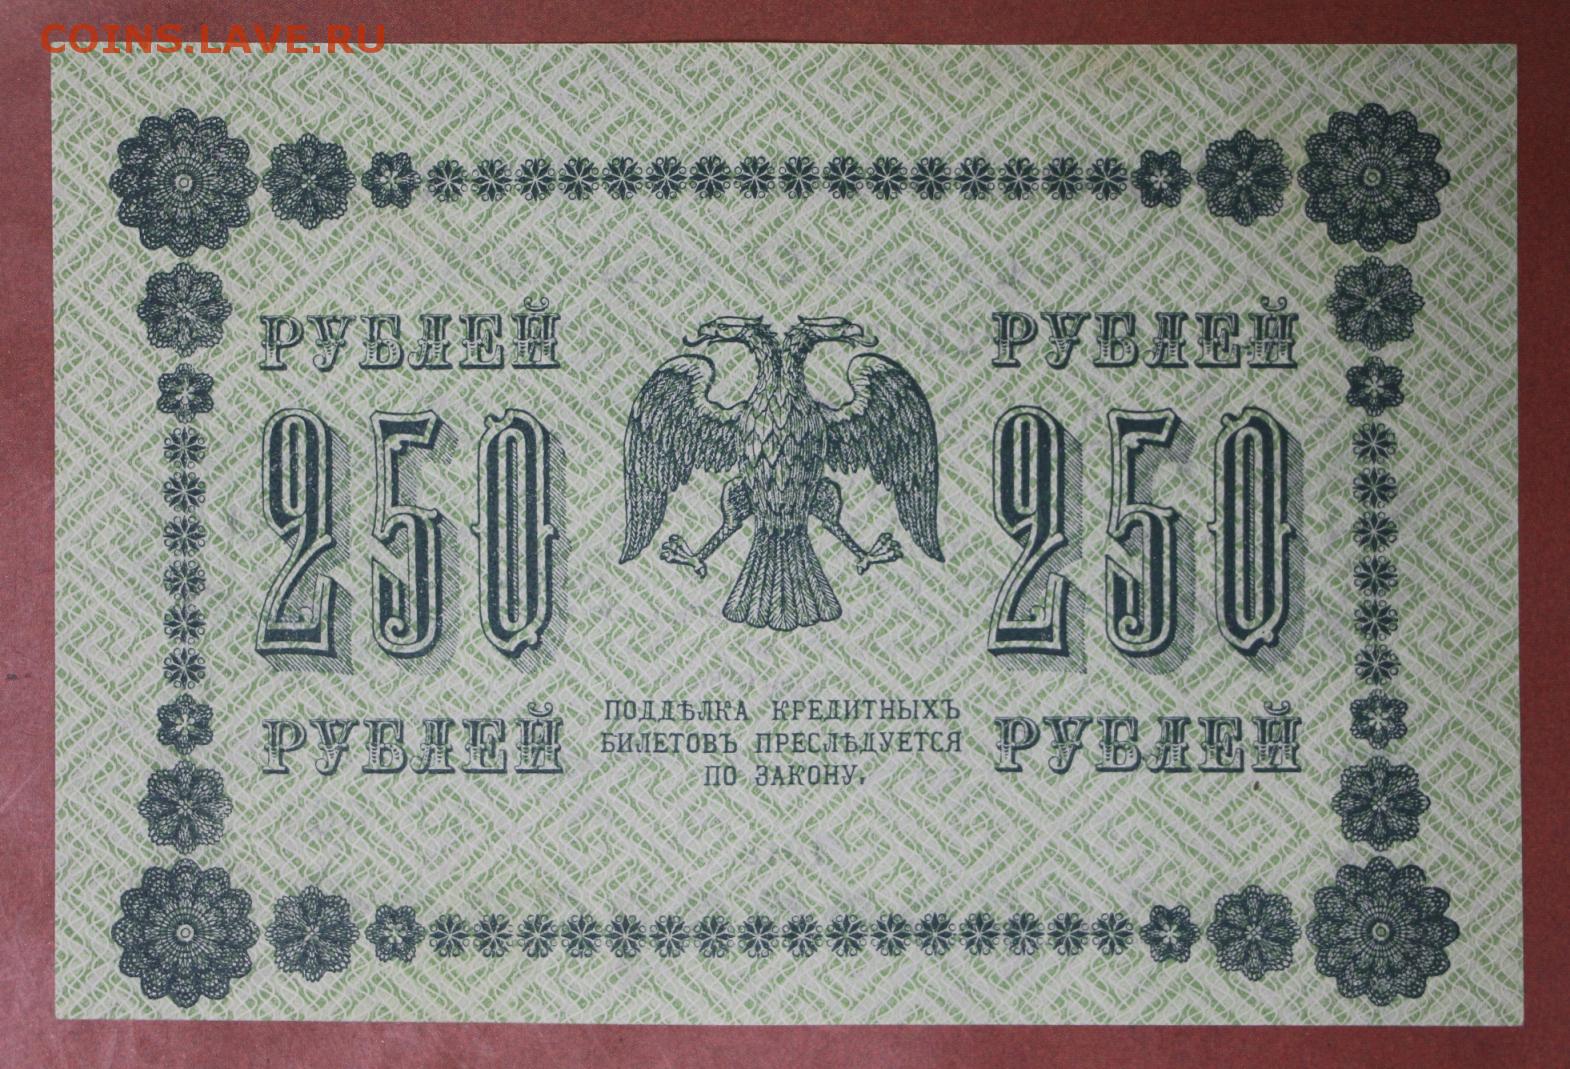 COINS.LAVE.RU
РУБЛЕЙ
РУБЛЕЙ
250
250
РУБЛЕЙ
ПОДДѢЛКА КРЕДИТНЫХЪ
БИЛЕТОВЪ ПРЕСЛѢДУЕТСЯ
ПО ЗАКОНУ.
РУБЛЕЙ